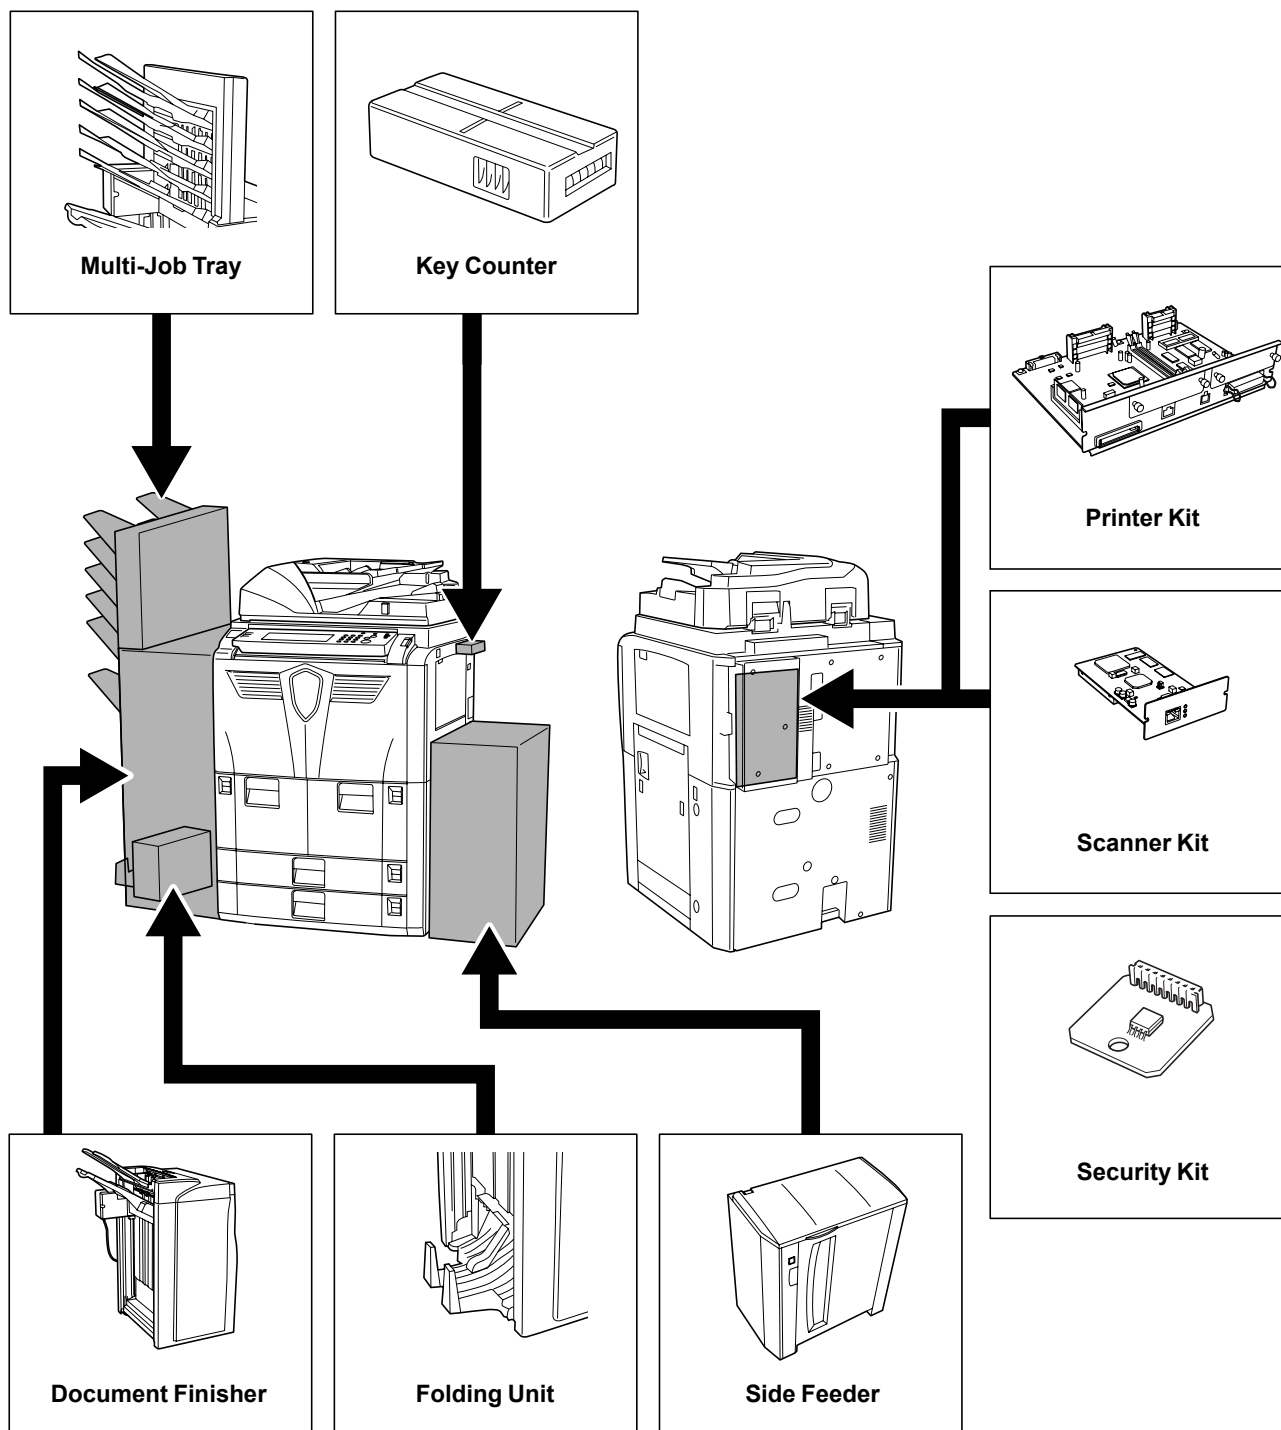 Multi-Job Tray
Key Counter
Printer Kit
Scanner Kit
Security Kit
Document Finisher
Folding Unit
Side Feeder